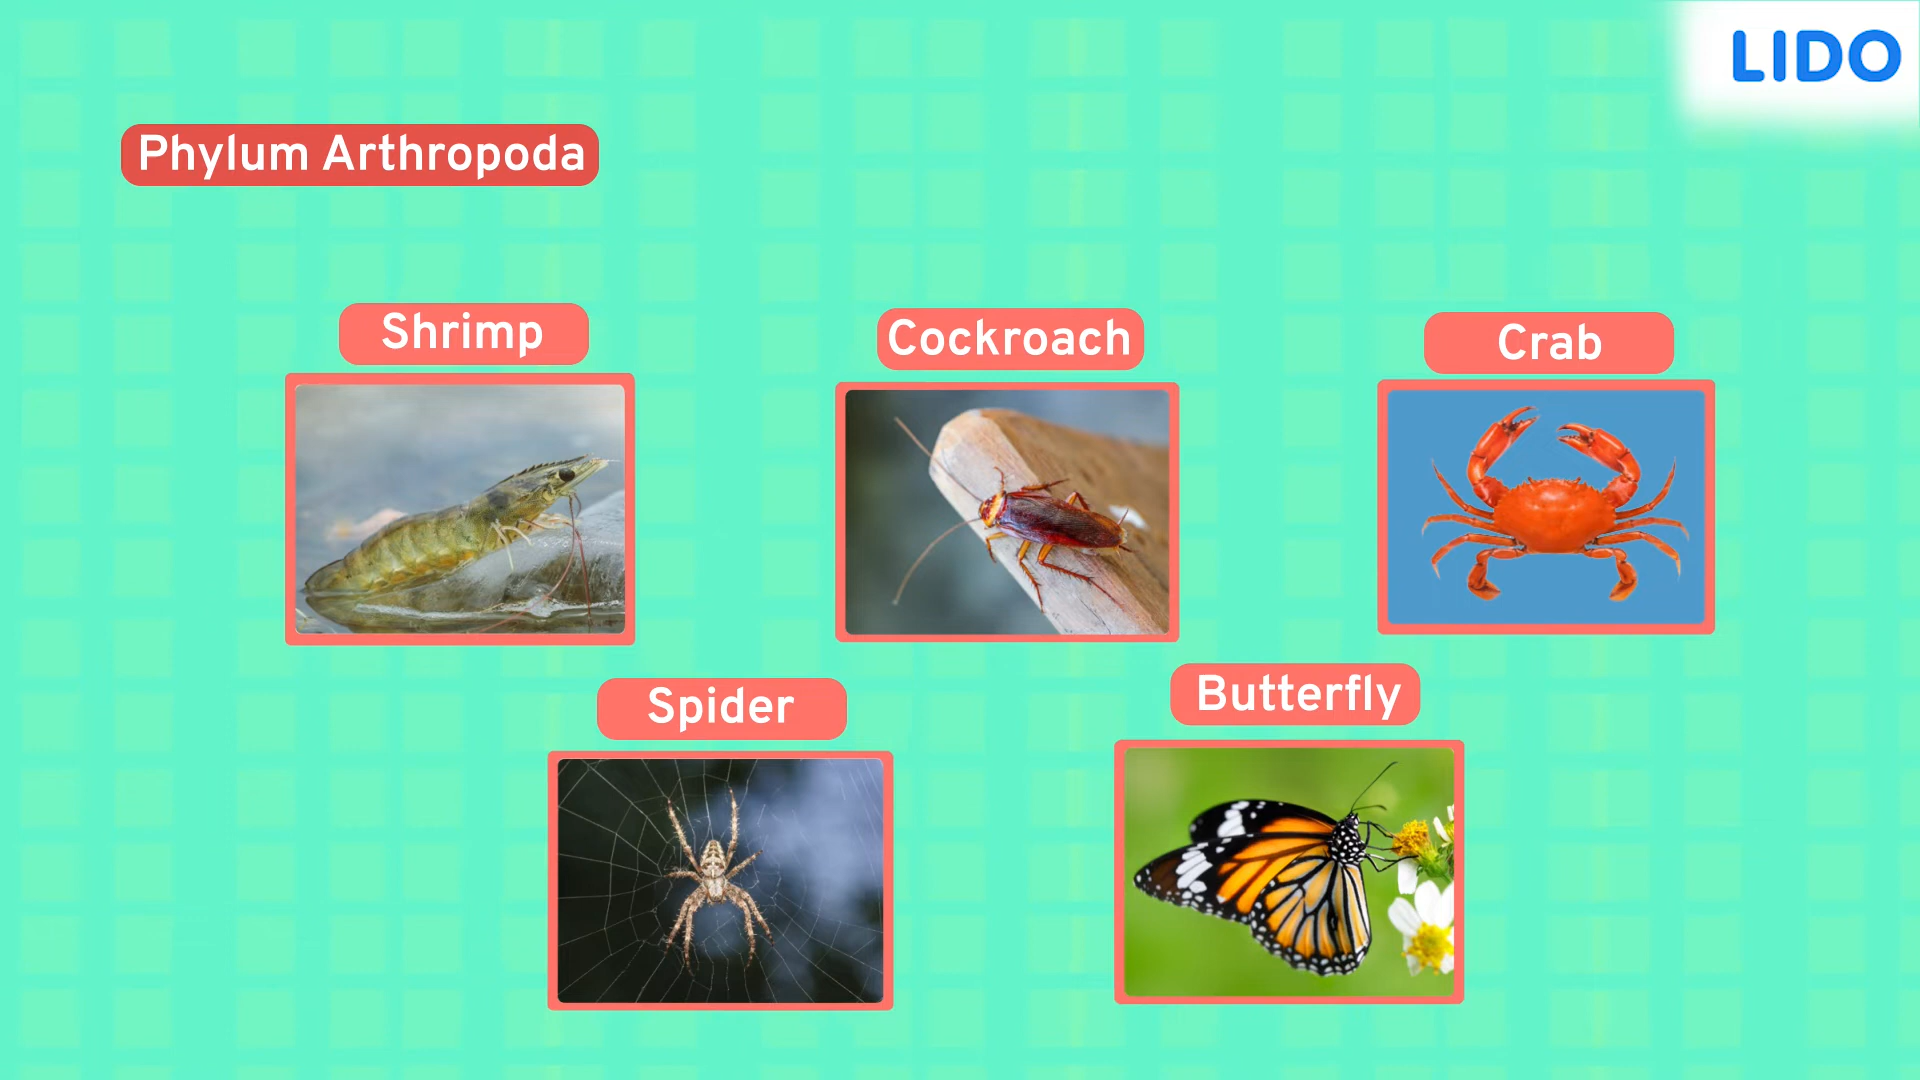 LIDO
Phylum Arthropoda
Shrimp
Cockroach
Crab
Spider
Butterfly